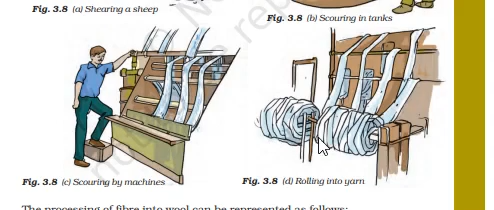 Fig. 3.8 (a) Shearing a sheep
Fig. 3.8 (b) Scouring in tanks
Fig. 3.8 (c) Scouring by machines
Fig. 3.8 (d) Rolling into yarn
The processing of fibre into wool can be represented as follows: